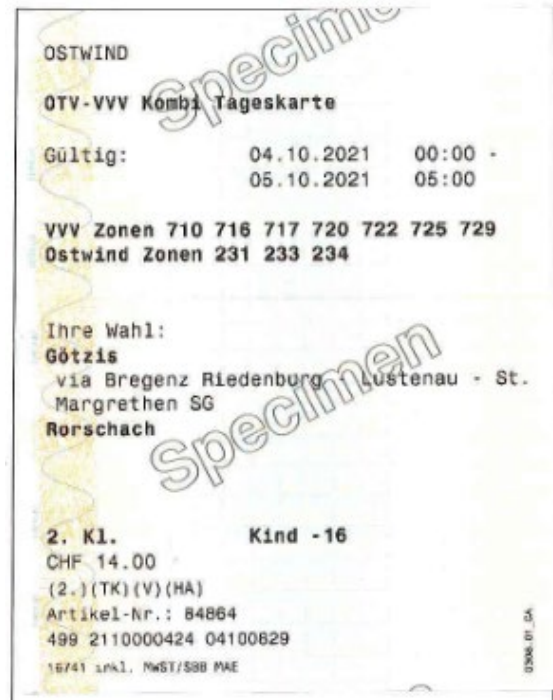 Specimen
OSTWIND
OTV-VVV Kombi Tageskarte
Gültig: 04.10.2021 00:00 -
05.10.2021 05:00
VVV Zonen 710 716 717 720 722 725 729
Ostwind Zonen 231 233 234
Ihre Wahl:
Götzis
via Bregenz Riedenburg - Lustenau - St.
Margrethen SG
Rorschach
Specimen
2. Kl. Kind -16
CHF 14.00
(2.)(TK)(V)(HA)
Artikel-Nr.: 84864
499 2110000424 04100829
16741 inkl. MWST/SBB MAE
0308.01_CA